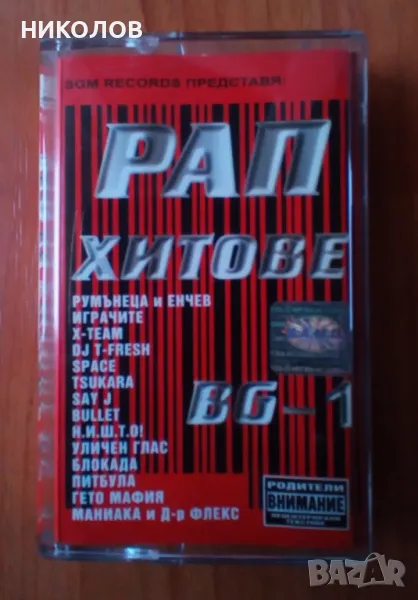 НИКОЛОВ
SGM RECORDS ПРЕДСТАВЯ:
РАП
ХИТОВЕ
РУМЪНЕЦА и ЕНЧЕВ
ИГРАЧИТЕ
X-TEAM
DJ T-FRESH
SPACE
TSUKARA
SAY J
BULLET
Н.И.Ш.Т.О!
УЛИЧЕН ГЛАС
БЛОКАДА
ПИТБУЛА
ГЕТО МАФИЯ
МАНИАКА и Д-р ФЛЕКС
BG-1
РОДИТЕЛИ
ВНИМАНИЕ
BAZAR